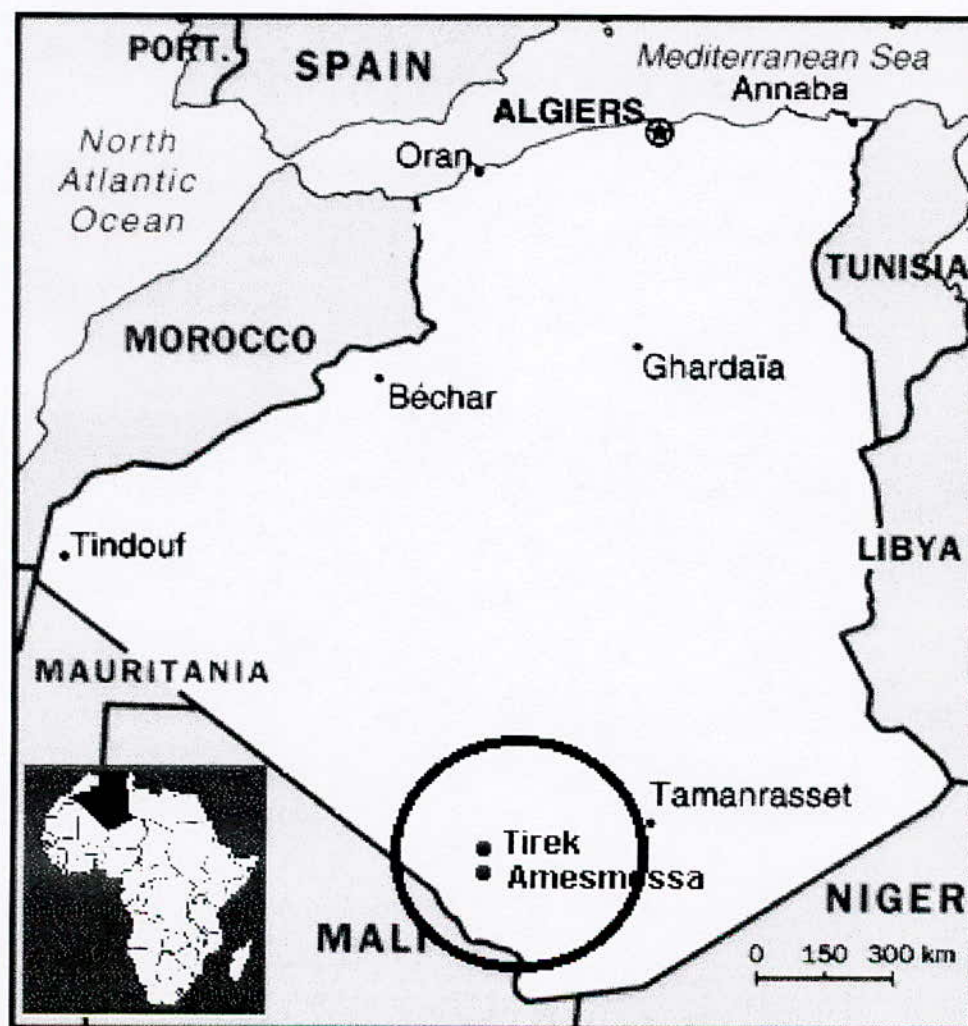 PORT.
SPAIN
Mediterranean Sea
Annaba
ALGIERS
North
Atlantic
Ocean
Oran
TUNISIA
MOROCCO
Ghardaïa
Béchar
Tindouf
LIBYA
MAURITANIA
Tamanrasset
Tirek
Amesmessa
NIGER
MALI
0 150 300 km